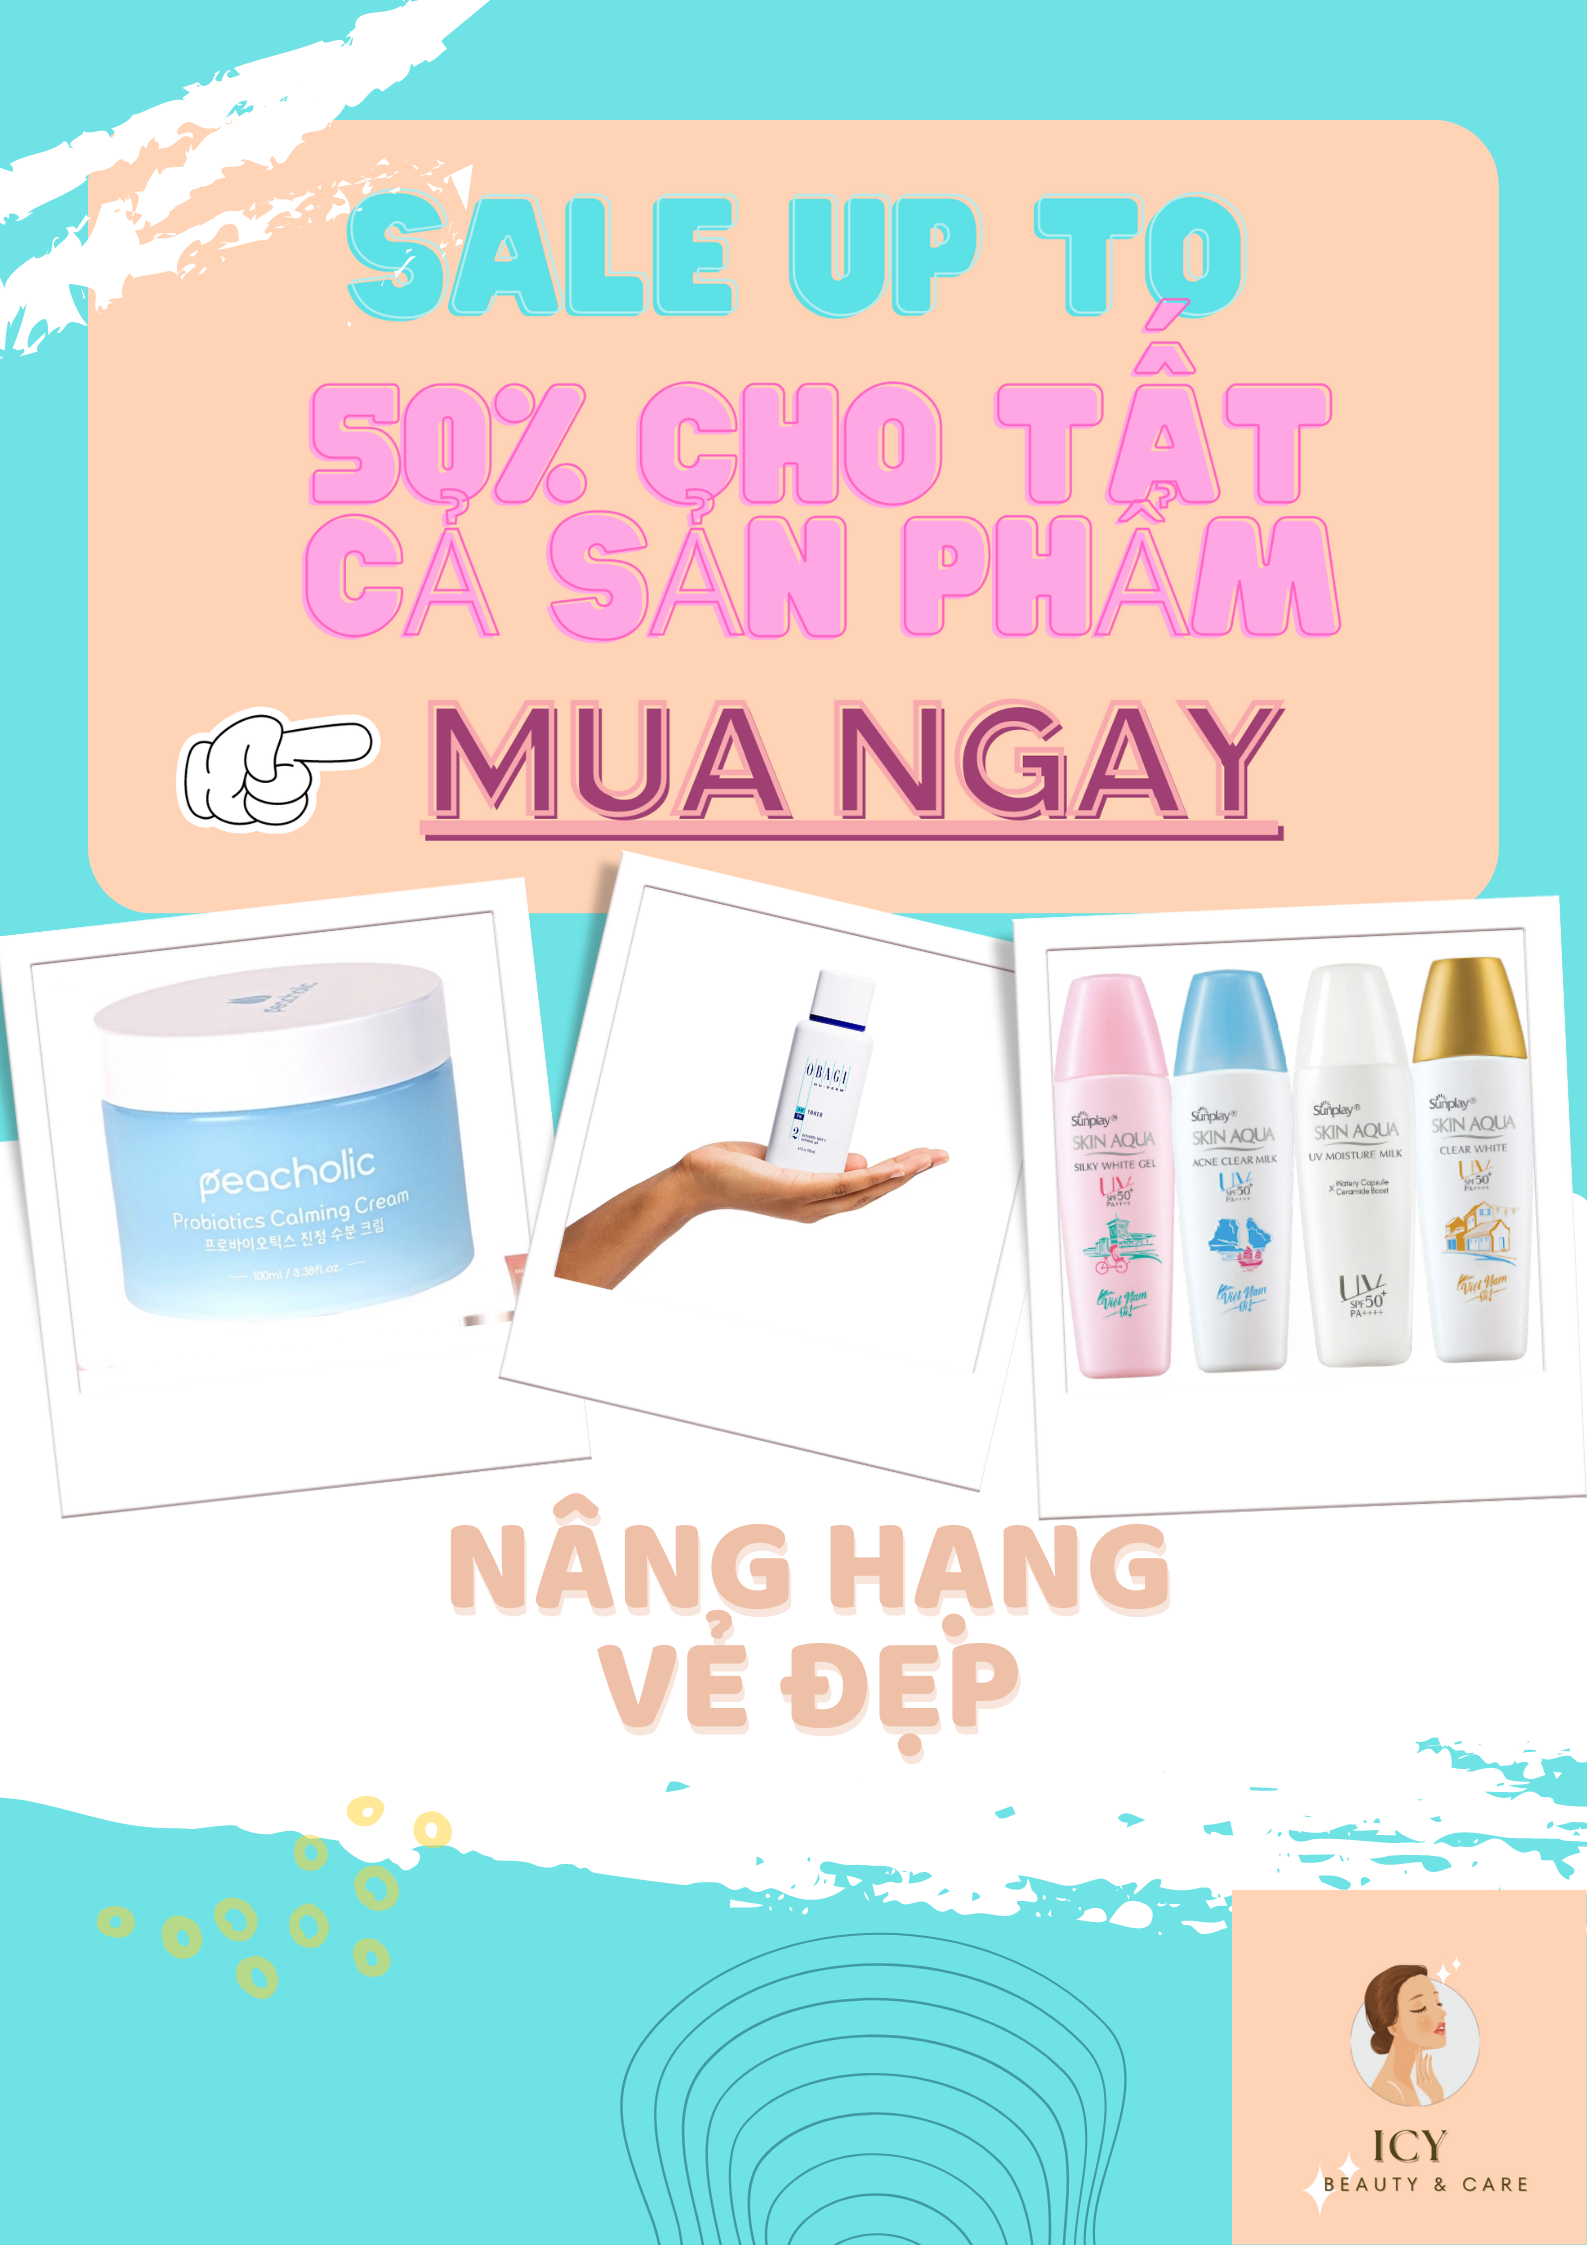 SALE UP TO
50% CHO TẤT
CẢ SẢN PHẨM
MUA NGAY
peacholic
peacholic
Probiotics Calming Cream
프로바이오틱스 진정 수분 크림
100ml / 3.38fl.oz.
OBAGI
NU-DERM
TONER
2
Sunplay®
SKIN AQUA
SILKY WHITE GEL
UV
SPF50+
PA++++
Việt Nam
ơi!
Sunplay®
SKIN AQUA
ACNE CLEAR MILK
UV
SPF50+
PA++++
Việt Nam
ơi!
Sunplay®
SKIN AQUA
UV MOISTURE MILK
x Watery Capsule
Ceramide Boost
UV
SPF50+
PA++++
Sunplay®
SKIN AQUA
CLEAR WHITE
UV
SPF50+
PA++++
Việt Nam
ơi!
NÂNG HẠNG
VẺ ĐẸP
ICY
BEAUTY & CARE